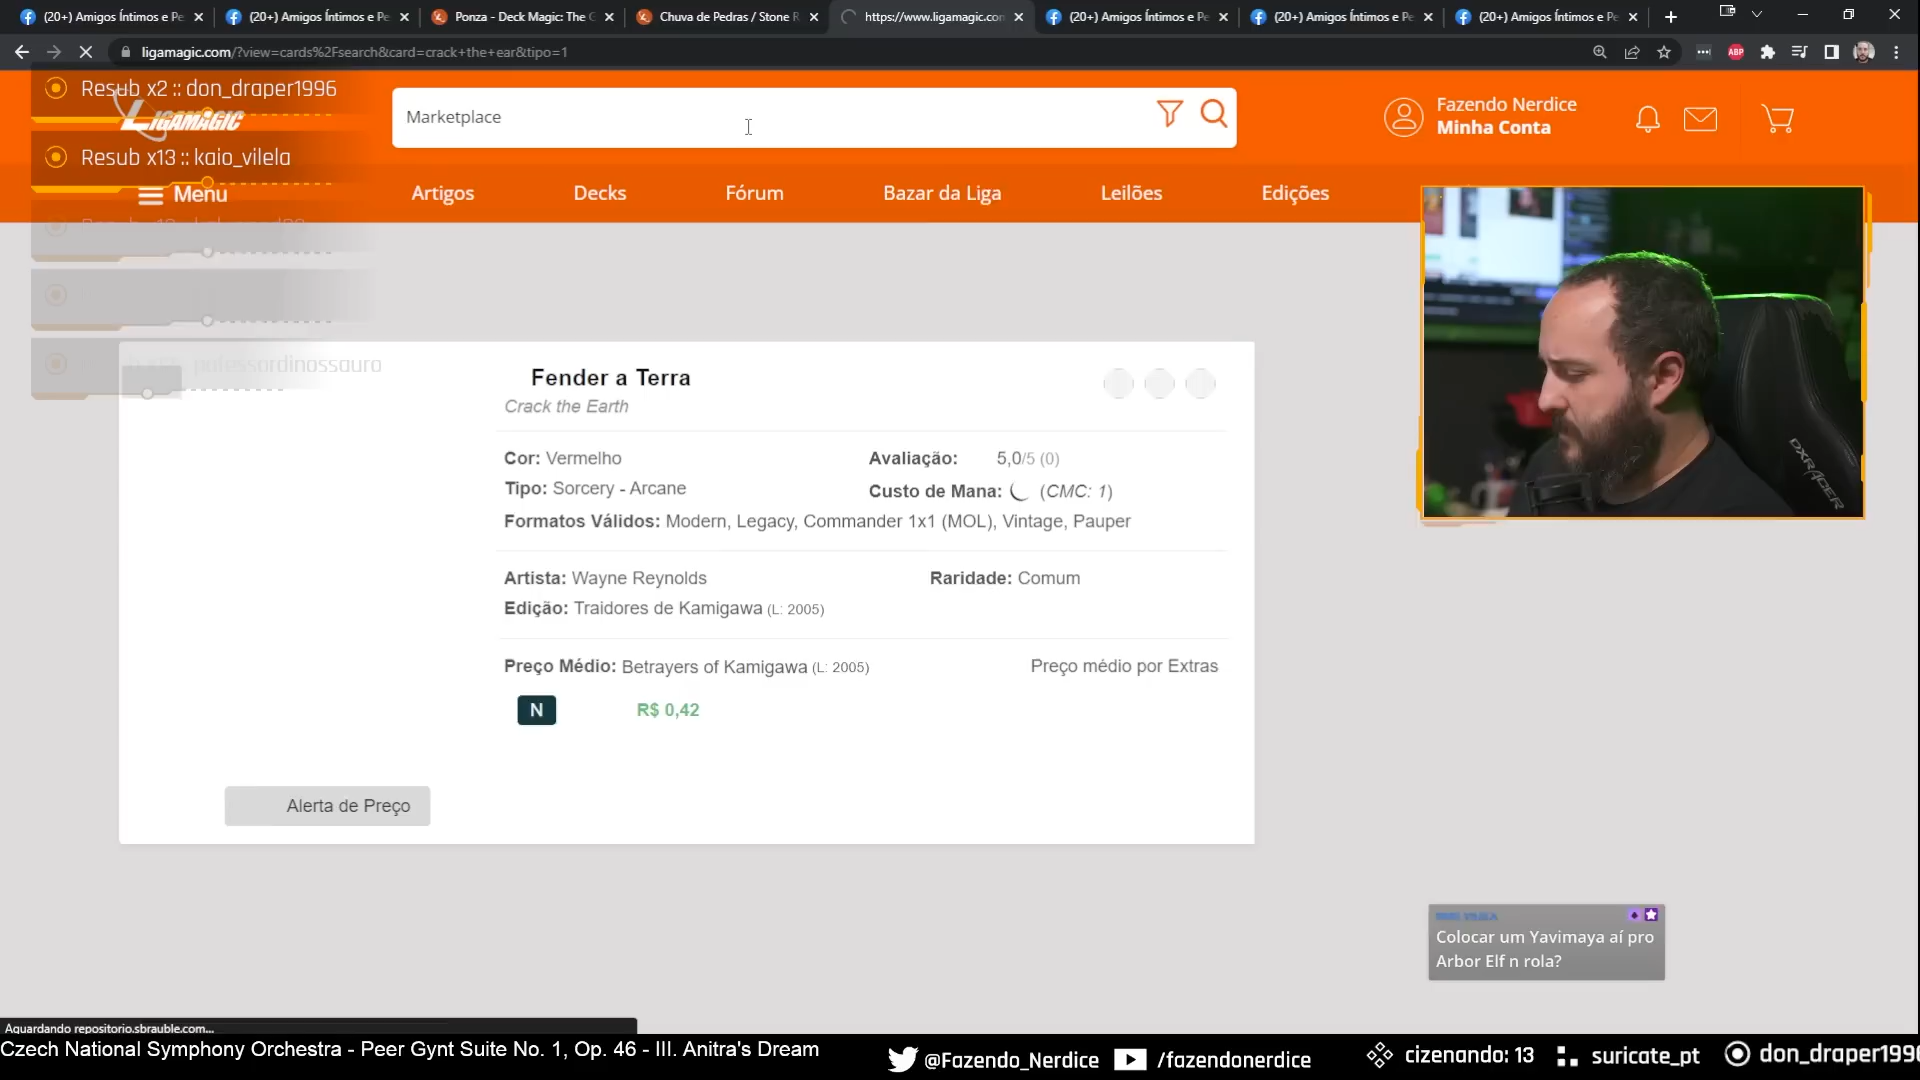 (20+) Amigos Íntimos e Pe
(20+) Amigos Íntimos e Pe
Ponza - Deck Magic: The G
Chuva de Pedras / Stone R
https://www.ligamagic.com
(20+) Amigos Íntimos e Pe
(20+) Amigos Íntimos e Pe
(20+) Amigos Íntimos e Pe
ligamagic.com/?view=cards%2Fsearch&card=crack+the+ear&tipo=1
ABP
Resub x2 :: don_draper1996
LIGAMAGIC
Resub x13 :: kaio_vilela
Marketplace
Fazendo Nerdice
Minha Conta
Menu
Artigos
Decks
Fórum
Bazar da Liga
Leilões
Edições
Fender a Terra
Crack the Earth
Cor: Vermelho
Avaliação: 5,0/5 (0)
Tipo: Sorcery - Arcane
Custo de Mana: (CMC: 1)
Formatos Válidos: Modern, Legacy, Commander 1x1 (MOL), Vintage, Pauper
Artista: Wayne Reynolds
Raridade: Comum
Edição: Traidores de Kamigawa (L: 2005)
Preço Médio: Betrayers of Kamigawa (L: 2005)
Preço médio por Extras
N
R$ 0,42
Alerta de Preço
DXRACER
Colocar um Yavimaya aí pro
Arbor Elf n rola?
Aguardando repositorio.sbrauble.com...
Czech National Symphony Orchestra - Peer Gynt Suite No. 1, Op. 46 - III. Anitra's Dream
@Fazendo_Nerdice
/fazendonerdice
cizenando: 13
suricate_pt
don_draper1996